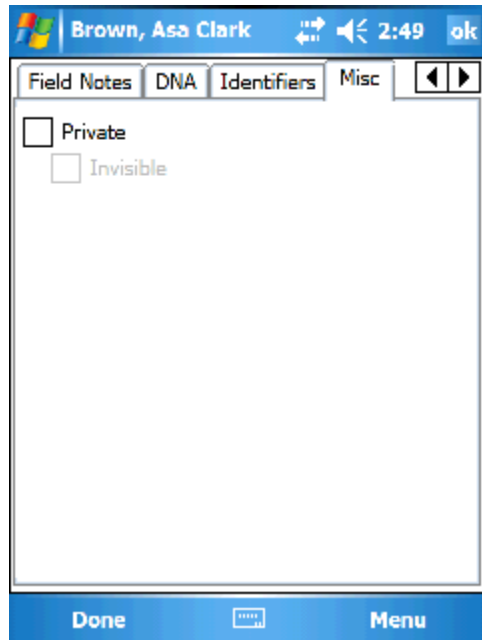 Brown, Asa Clark 2:49 ok
Field Notes DNA Identifiers Misc
Private
Invisible
Done Menu